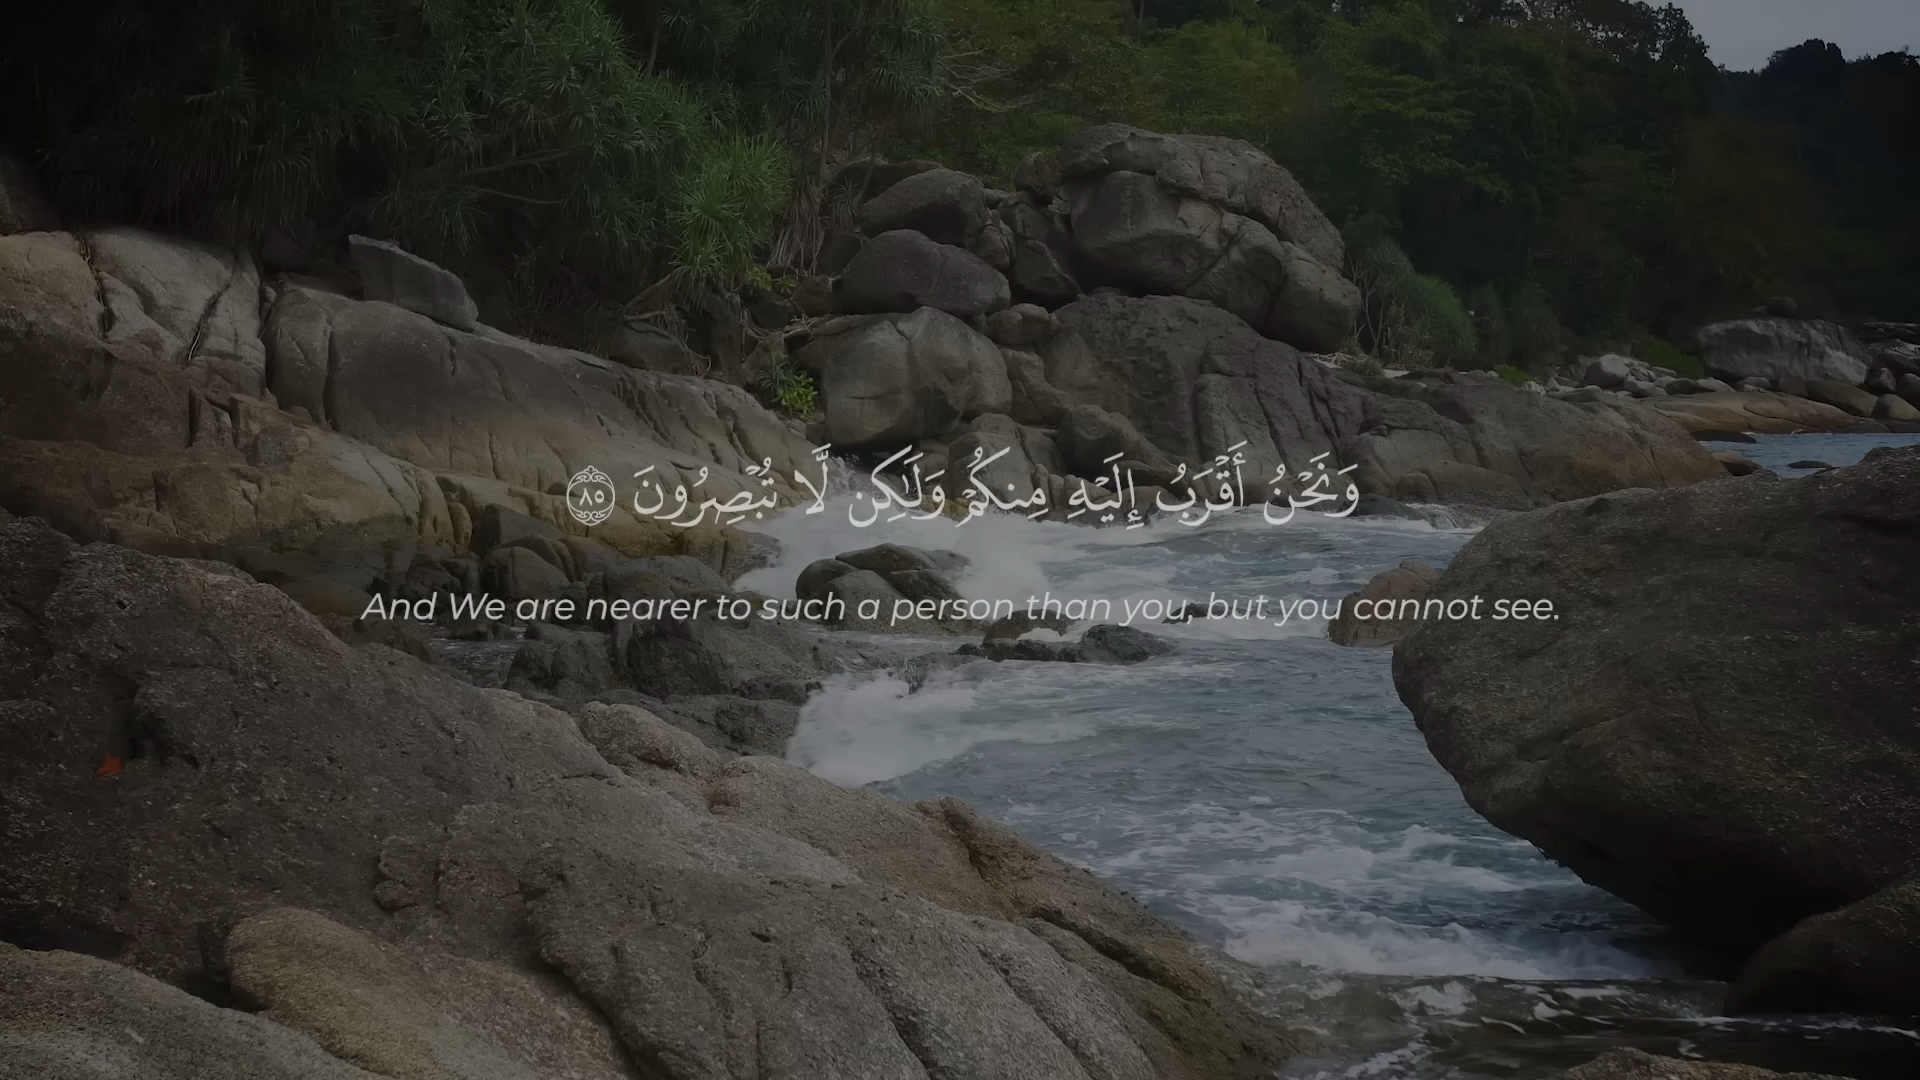 وَنَحْنُ أَقْرَبُ إِلَيْهِ مِنكُمْ وَلَٰكِن لَّا تُبْصِرُونَ ٨٥
And We are nearer to such a person than you, but you cannot see.